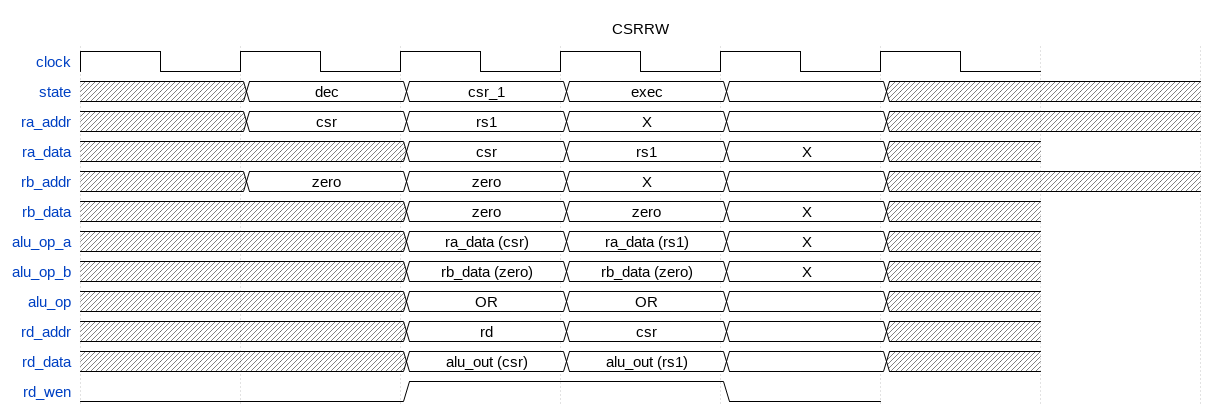 CSRRW
clock
state dec csr_1 exec
ra_addr csr rs1 X
ra_data csr rs1 X
rb_addr zero zero X
rb_data zero zero X
alu_op_a ra_data (csr) ra_data (rs1) X
alu_op_b rb_data (zero) rb_data (zero) X
alu_op OR OR
rd_addr rd csr
rd_data alu_out (csr) alu_out (rs1)
rd_wen